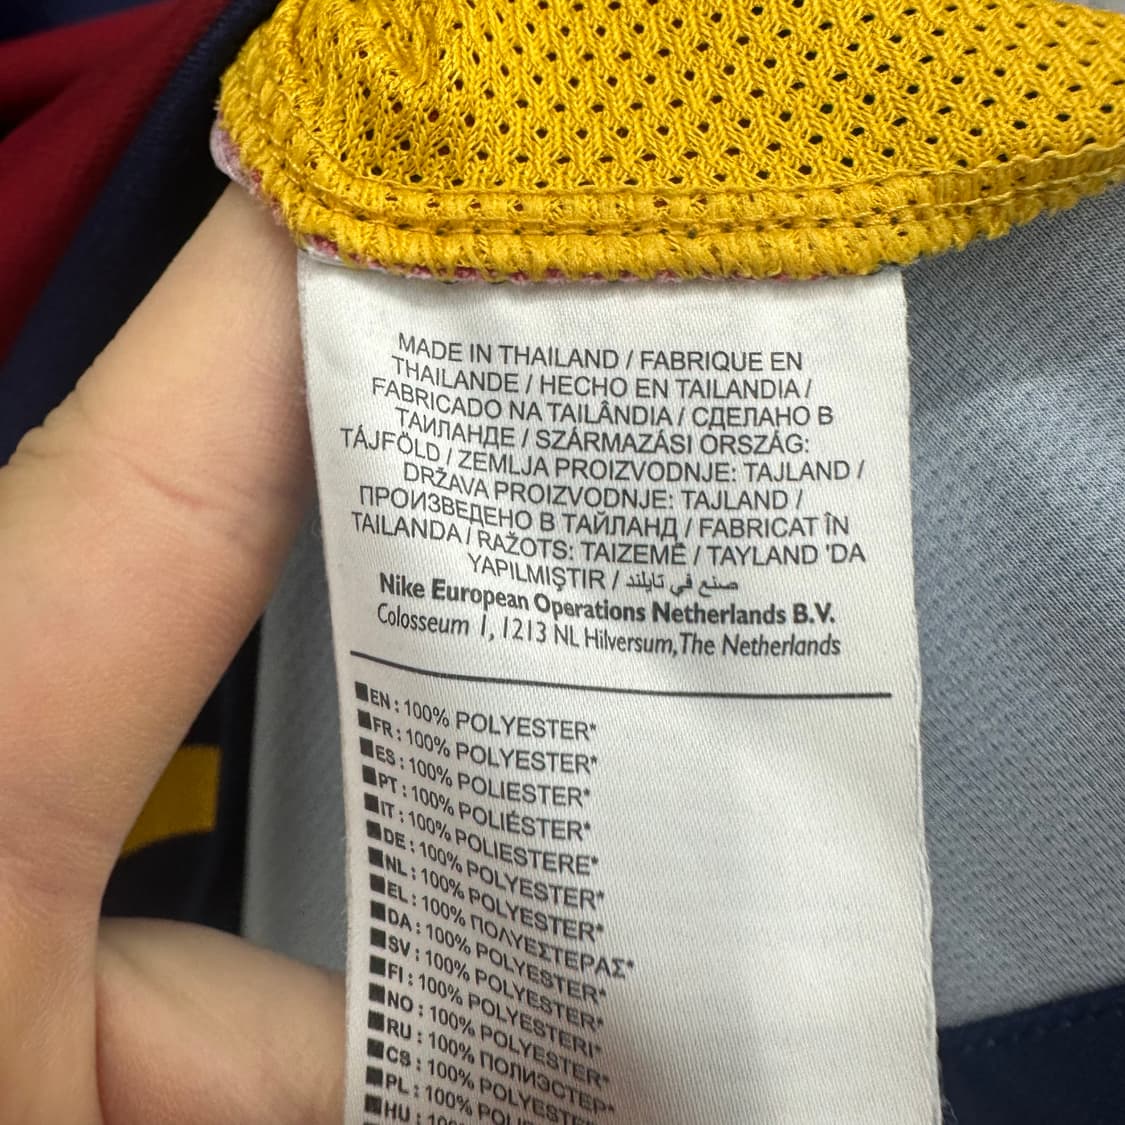 MADE IN THAILAND / FABRIQUE EN
THAILANDE / HECHO EN TAILANDIA /
FABRICADO NA TAILÂNDIA / СДЕЛАНО В
ТАИЛАНДЕ / SZÁRMAZÁSI ORSZÁG:
TÁJFÖLD / ZEMLJA PROIZVODNJE: TAJLAND /
DRŽAVA PROIZVODNJE: TAJLAND /
ПРОИЗВЕДЕНО В ТАЙЛАНД / FABRICAT ÎN
TAILANDA / RAŽOTS: TAIZEMĒ / TAYLAND 'DA
YAPILMIŞTIR / صنع في تايلند
Nike European Operations Netherlands B.V.
Colosseum 1, 1213 NL Hilversum, The Netherlands
EN : 100% POLYESTER*
FR : 100% POLYESTER*
ES : 100% POLIESTER*
PT : 100% POLIÉSTER*
IT : 100% POLIESTERE*
DE : 100% POLYESTER*
NL : 100% POLYESTER*
EL : 100% ΠΟΛΥΕΣΤΕΡΑΣ*
DA : 100% POLYESTER*
SV : 100% POLYESTER*
FI : 100% POLYESTERI*
NO : 100% POLYESTER*
RU : 100% ПОЛИЭСТЕР*
CS : 100% POLYESTER*
PL : 100%
HU :